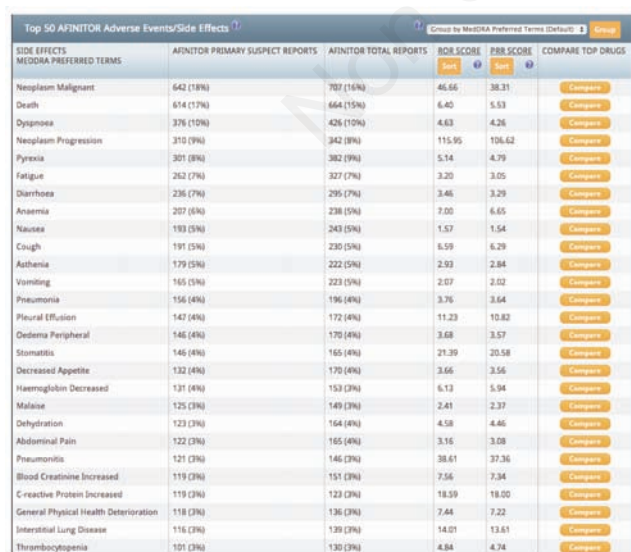 Top 50 AFINITOR Adverse Events/Side Effects ?
Group by MedDRA Preferred Terms (Default) Group
SIDE EFFECTS AFINITOR PRIMARY SUSPECT REPORTS AFINITOR TOTAL REPORTS ROR SCORE PRR SCORE COMPARE TOP DRUGS
MEDDRA PREFERRED TERMS Sort ? Sort ?
Neoplasm Malignant 642 (18%) 707 (16%) 46.66 38.31 Compare
Death 614 (17%) 664 (15%) 6.40 5.53 Compare
Dyspnoea 376 (10%) 426 (10%) 4.63 4.26 Compare
Neoplasm Progression 310 (9%) 342 (8%) 115.95 106.62 Compare
Pyrexia 301 (8%) 382 (9%) 5.14 4.79 Compare
Fatigue 262 (7%) 327 (7%) 3.20 3.05 Compare
Diarrhoea 236 (7%) 295 (7%) 3.46 3.29 Compare
Anaemia 207 (6%) 238 (5%) 7.00 6.65 Compare
Nausea 193 (5%) 243 (5%) 1.57 1.54 Compare
Cough 191 (5%) 230 (5%) 6.59 6.29 Compare
Asthenia 179 (5%) 222 (5%) 2.93 2.84 Compare
Vomiting 165 (5%) 223 (5%) 2.07 2.02 Compare
Pneumonia 156 (4%) 196 (4%) 3.76 3.64 Compare
Pleural Effusion 147 (4%) 172 (4%) 11.23 10.82 Compare
Oedema Peripheral 146 (4%) 170 (4%) 3.68 3.57 Compare
Stomatitis 146 (4%) 165 (4%) 21.39 20.58 Compare
Decreased Appetite 132 (4%) 170 (4%) 3.66 3.56 Compare
Haemoglobin Decreased 131 (4%) 153 (3%) 6.13 5.94 Compare
Malaise 125 (3%) 149 (3%) 2.41 2.37 Compare
Dehydration 123 (3%) 164 (4%) 4.58 4.46 Compare
Abdominal Pain 122 (3%) 165 (4%) 3.16 3.08 Compare
Pneumonitis 121 (3%) 146 (3%) 38.61 37.36 Compare
Blood Creatinine Increased 119 (3%) 151 (3%) 7.56 7.34 Compare
C-reactive Protein Increased 119 (3%) 123 (3%) 18.59 18.00 Compare
General Physical Health Deterioration 118 (3%) 136 (3%) 7.44 7.22 Compare
Interstitial Lung Disease 116 (3%) 139 (3%) 14.01 13.61 Compare
Thrombocytopenia 101 (3%) 130 (3%) 4.84 4.74 Compare